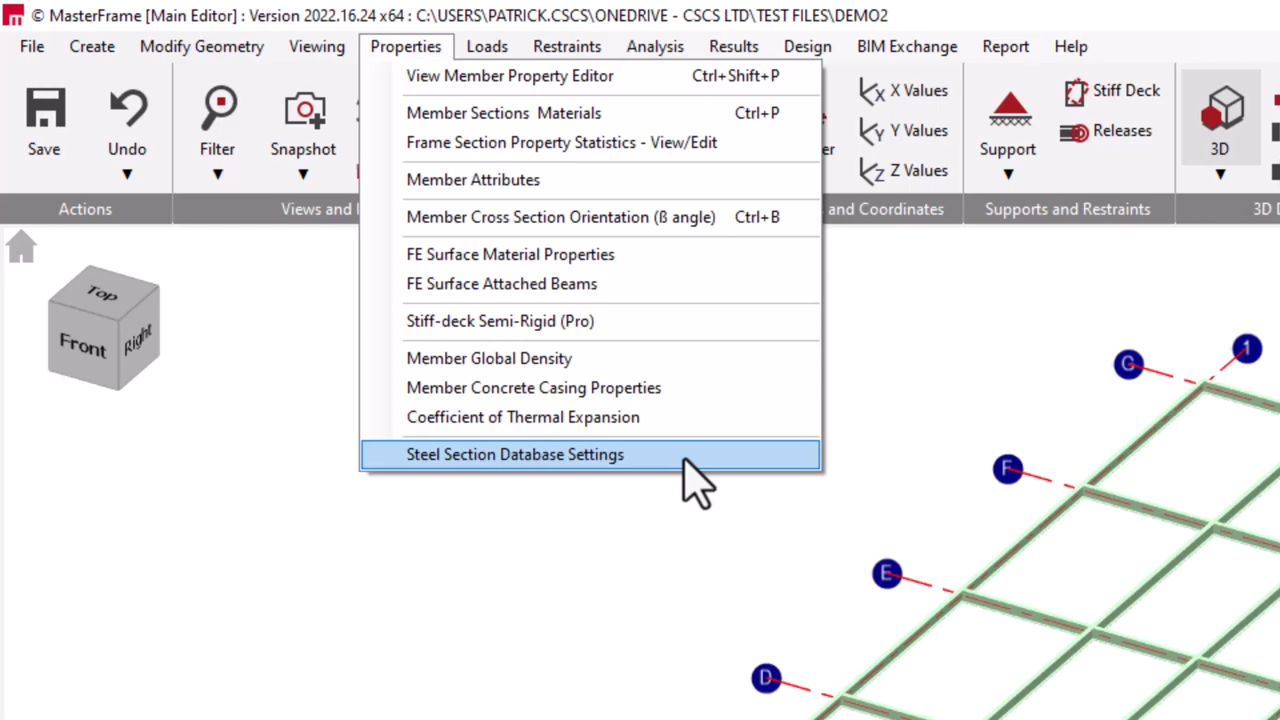 © MasterFrame [Main Editor] : Version 2022.16.24 x64 : C:\USERS\PATRICK.CSCS\ONEDRIVE - CSCS LTD\TEST FILES\DEMO2
File Create Modify Geometry Viewing Properties Loads Restraints Analysis Results Design BIM Exchange Report Help
Save Undo Filter Snapshot
View Member Property Editor Ctrl+Shift+P
Member Sections Materials Ctrl+P
Frame Section Property Statistics - View/Edit
Member Attributes
Member Cross Section Orientation (ß angle) Ctrl+B
FE Surface Material Properties
FE Surface Attached Beams
Stiff-deck Semi-Rigid (Pro)
Member Global Density
Member Concrete Casing Properties
Coefficient of Thermal Expansion
Steel Section Database Settings
X X Values
Y Y Values
Z Z Values
Support
Stiff Deck
Releases
3D
Actions
Views and
and Coordinates
Supports and Restraints
3D
Top
Front
Right
G
1
F
E
D